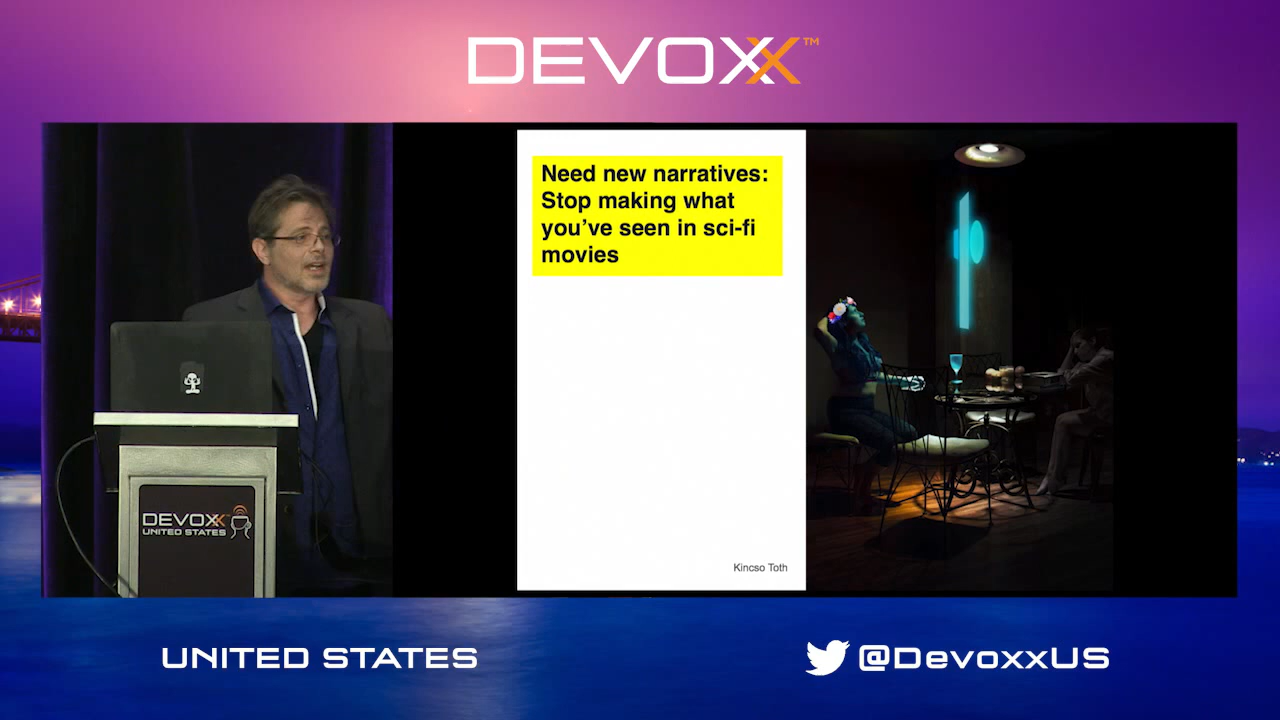 DEVOXX™
Need new narratives:
Stop making what
you've seen in sci-fi
movies
Kincso Toth
DEVOXX™
UNITED STATES
UNITED STATES
@DevoxxUS